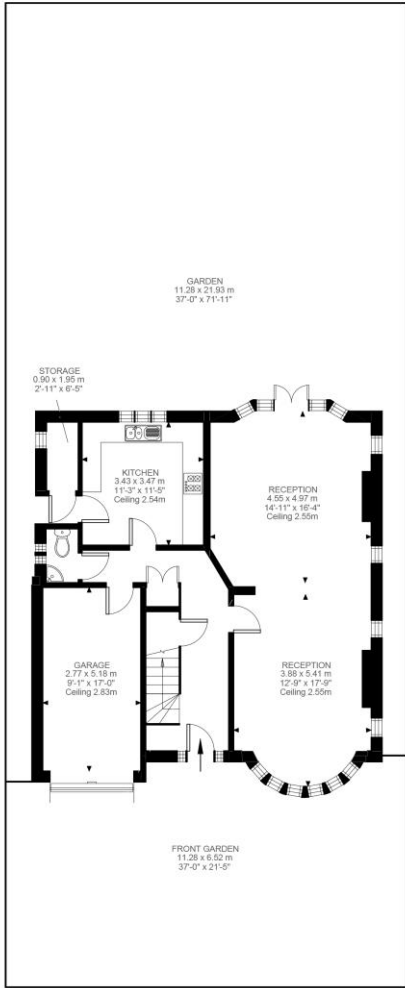 GARDEN
11.28 x 21.93 m
37'-0" x 71'-11"
STORAGE
0.90 x 1.95 m
2'-11" x 6'-5"
KITCHEN
3.43 x 3.47 m
11'-3" x 11'-5"
Ceiling 2.54m
RECEPTION
4.55 x 4.97 m
14'-11" x 16'-4"
Ceiling 2.55m
GARAGE
2.77 x 5.18 m
9'-1" x 17'-0"
Ceiling 2.83m
RECEPTION
3.88 x 5.41 m
12'-9" x 17'-9"
Ceiling 2.55m
FRONT GARDEN
11.28 x 6.52 m
37'-0" x 21'-5"